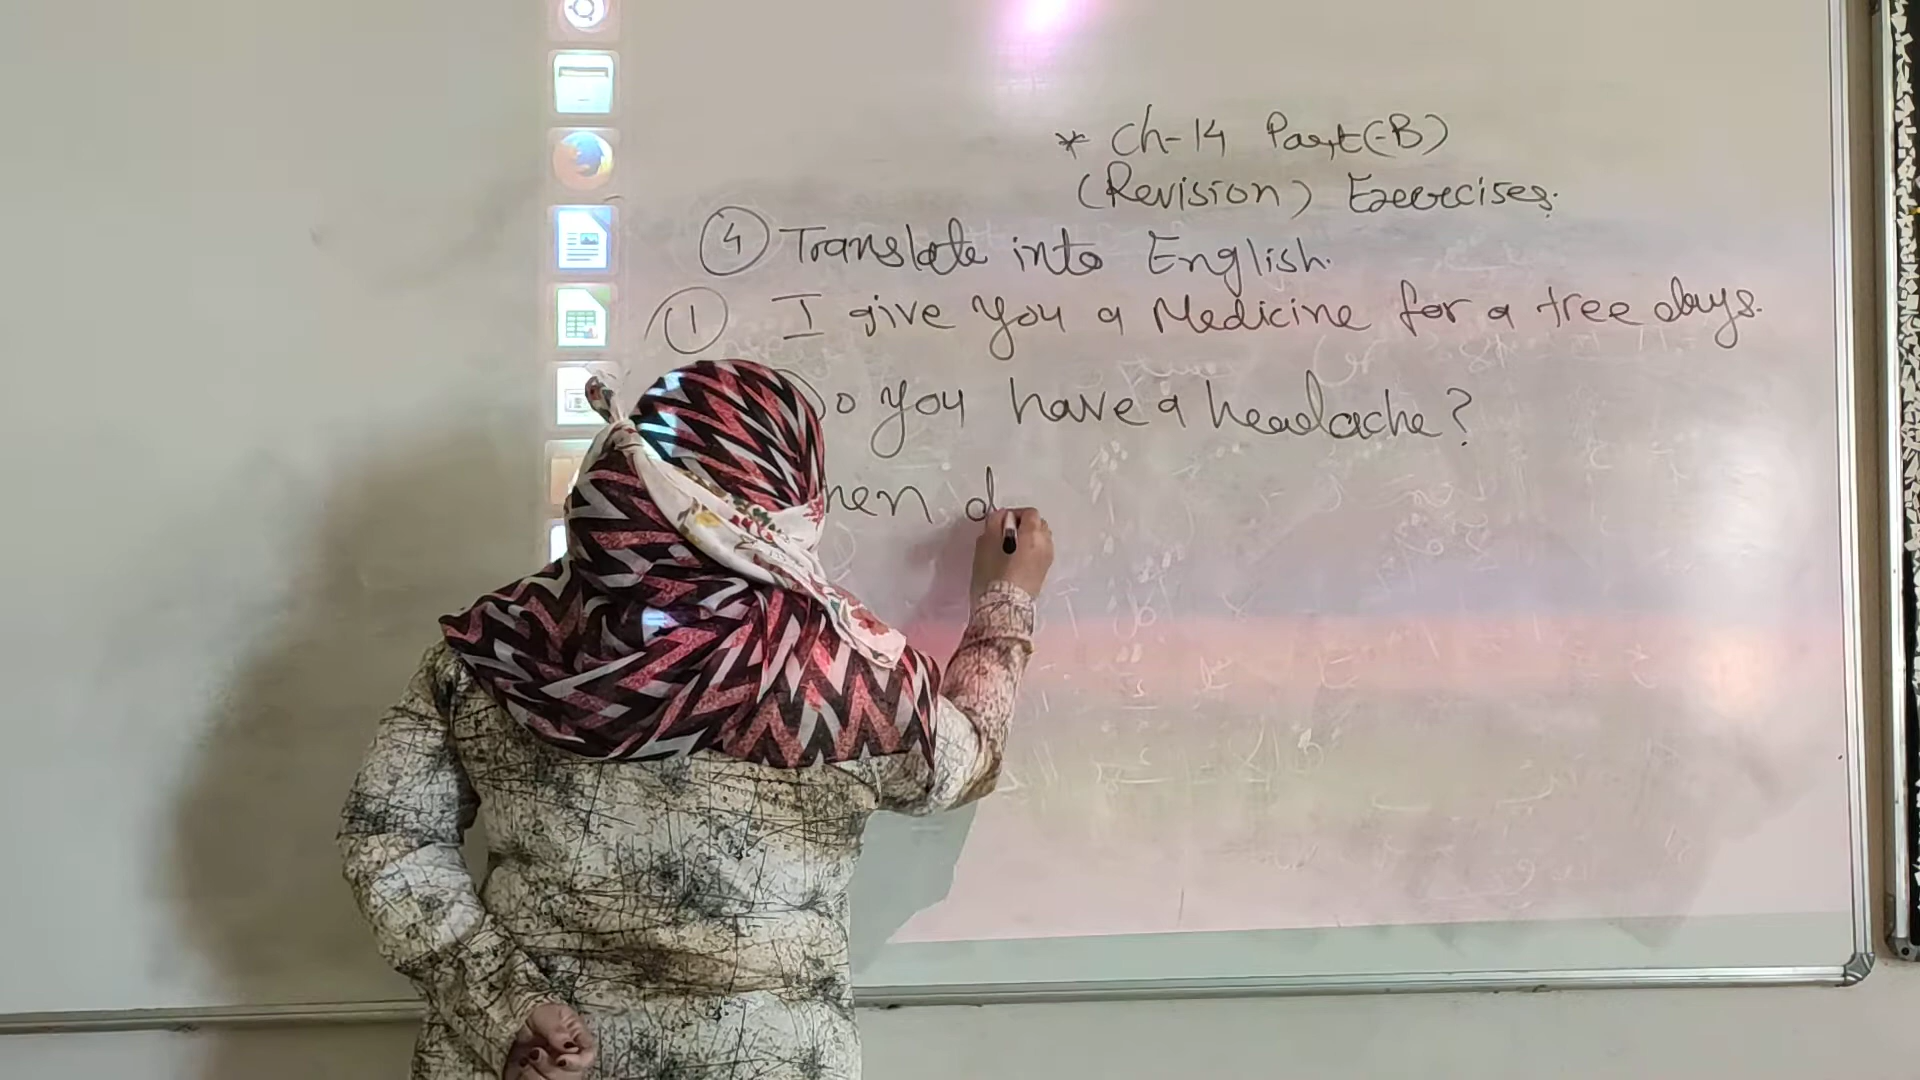 * Ch-14 Part(-B)
(Revision) Exercises.
④ Translate into English.
① I give you a Medicine for a tree days.
Do you have a headache?
hen d